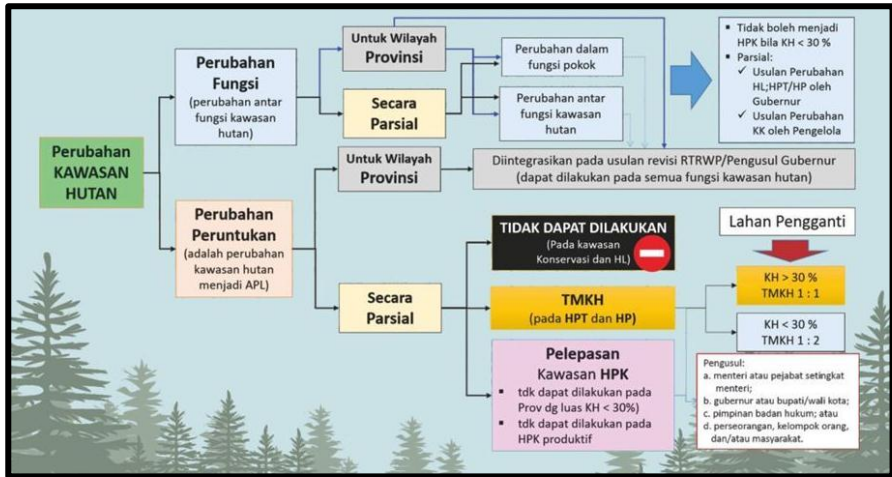 Perubahan
KAWASAN
HUTAN
Perubahan
Fungsi
(perubahan antar
fungsi kawasan
hutan)
Untuk Wilayah
Provinsi
Secara
Parsial
Perubahan dalam
fungsi pokok
Perubahan antar
fungsi kawasan
hutan
▪ Tidak boleh menjadi
HPK bila KH < 30 %
▪ Parsial:
✓ Usulan Perubahan
HL;HPT/HP oleh
Gubernur
✓ Usulan Perubahan
KK oleh Pengelola
Perubahan
Peruntukan
(adalah perubahan
kawasan hutan
menjadi APL)
Untuk Wilayah
Provinsi
Diintegrasikan pada usulan revisi RTRWP/Pengusul Gubernur
(dapat dilakukan pada semua fungsi kawasan hutan)
Secara
Parsial
TIDAK DAPAT DILAKUKAN
(Pada kawasan
Konservasi dan HL)
TMKH
(pada HPT dan HP)
Pelepasan
Kawasan HPK
▪ tdk dapat dilakukan pada
Prov dg luas KH < 30%)
▪ tdk dapat dilakukan pada
HPK produktif
Lahan Pengganti
KH > 30 %
TMKH 1 : 1
KH < 30 %
TMKH 1 : 2
Pengusul:
a. menteri atau pejabat setingkat
menteri;
b. gubernur atau bupati/wali kota;
c. pimpinan badan hukum; atau
d. perseorangan, kelompok orang,
dan/atau masyarakat.